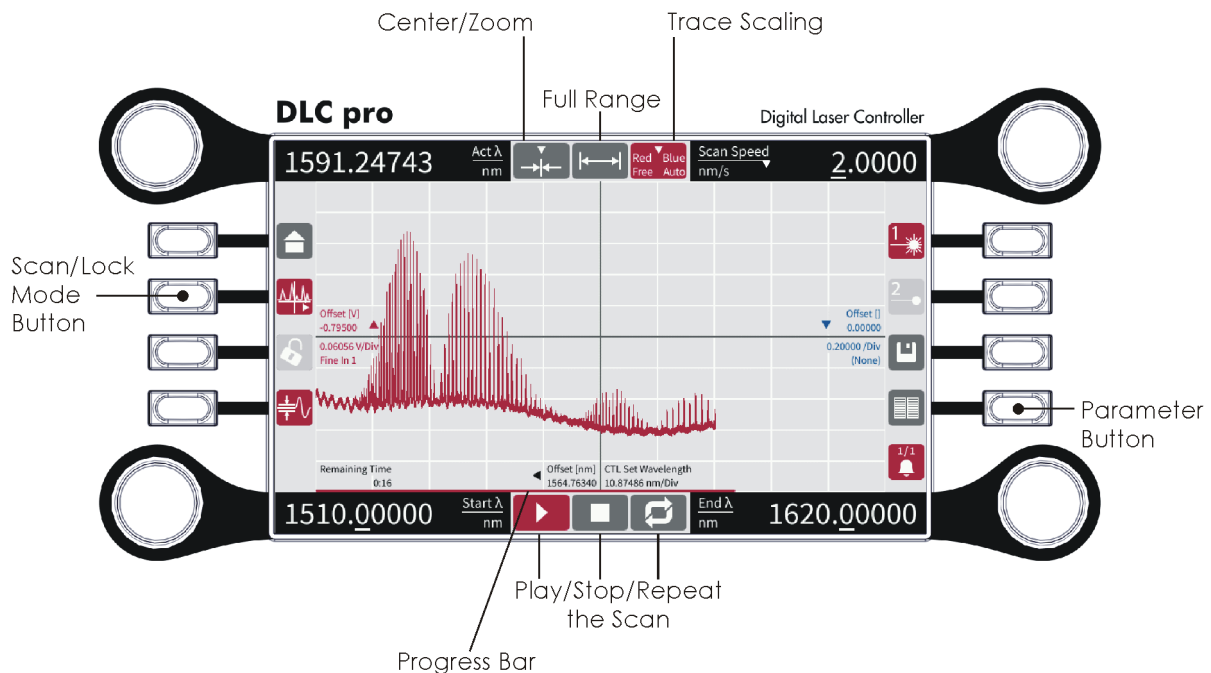 Center/Zoom
Trace Scaling
Full Range
DLC pro
Digital Laser Controller
1591.24743
Act λ
nm
Red Blue
Free Auto
Scan Speed
nm/s
2.0000
Scan/Lock
Mode
Button
1
2
Offset [V]
-0.79500
0.06056 V/Div
Fine In 1
Offset []
0.00000
0.20000 /Div
(None)
Parameter
Button
1/1
Remaining Time
0:16
Offset [nm]
1564.76340
CTL Set Wavelength
10.87486 nm/Div
1510.00000
Start λ
nm
End λ
nm
1620.00000
Play/Stop/Repeat
the Scan
Progress Bar